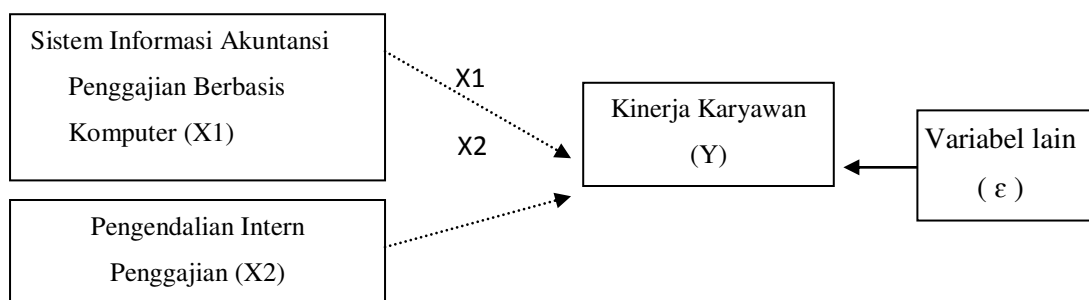 Sistem Informasi Akuntansi
Penggajian Berbasis
Komputer (X1)
X1
X2
Kinerja Karyawan
(Y)
Variabel lain
( ε )
Pengendalian Intern
Penggajian (X2)